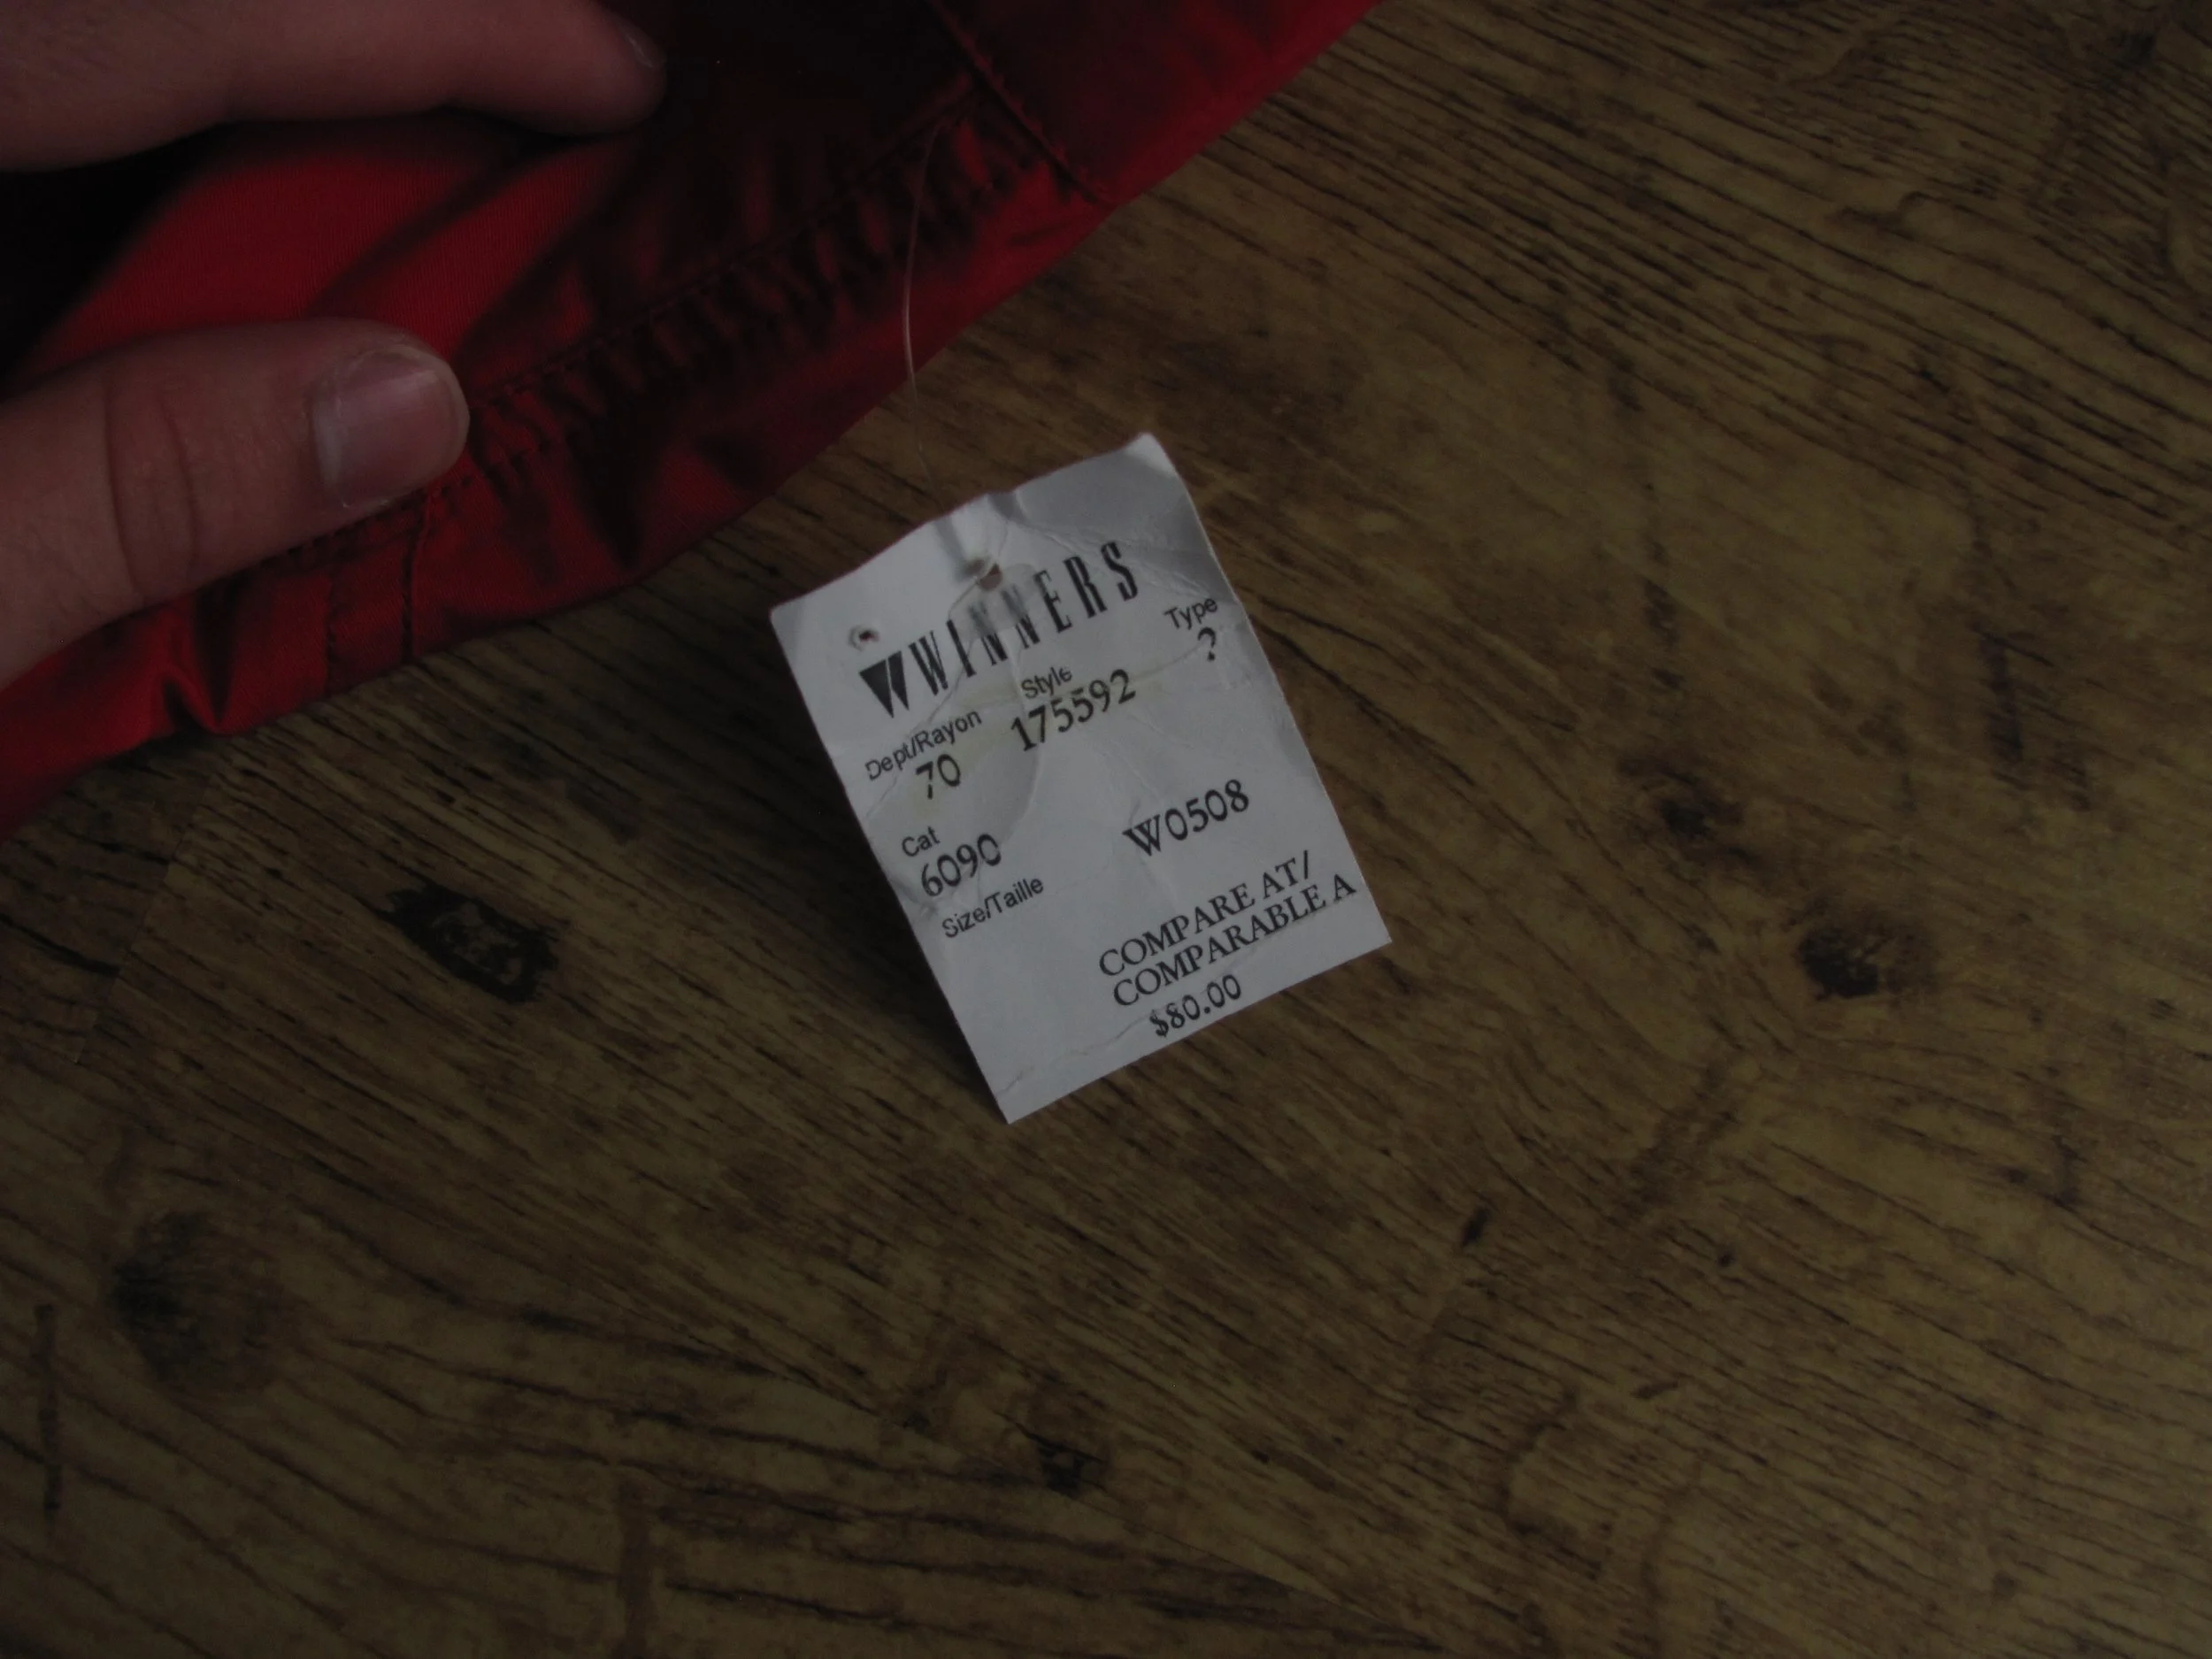 WINNERS
Dept/Rayon Style Type
70 175592 ?
Cat
6090 W0508
Size/Taille
COMPARE AT/
COMPARABLE A
$80.00